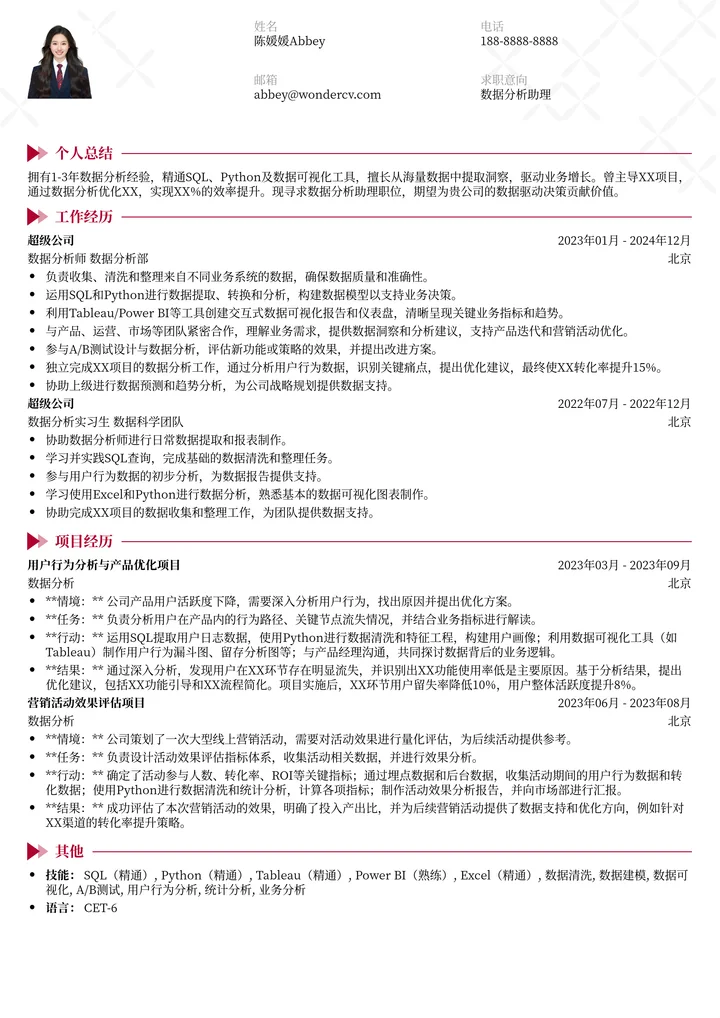 姓名
陈媛媛Abbey
电话
188-8888-8888
邮箱
abbey@wondercv.com
求职意向
数据分析助理
个人总结
拥有1-3年数据分析经验，精通SQL、Python及数据可视化工具，擅长从海量数据中提取洞察，驱动业务增长。曾主导XX项目，
通过数据分析优化XX，实现XX%的效率提升。现寻求数据分析助理职位，期望为贵公司的数据驱动决策贡献价值。
工作经历
超级公司 2023年01月 - 2024年12月
数据分析师 数据分析部 北京
• 负责收集、清洗和整理来自不同业务系统的数据，确保数据质量和准确性。
• 运用SQL和Python进行数据提取、转换和分析，构建数据模型以支持业务决策。
• 利用Tableau/Power BI等工具创建交互式数据可视化报告和仪表盘，清晰呈现关键业务指标和趋势。
• 与产品、运营、市场等团队紧密合作，理解业务需求，提供数据洞察和分析建议，支持产品迭代和营销活动优化。
• 参与A/B测试设计与数据分析，评估新功能或策略的效果，并提出改进方案。
• 独立完成XX项目的数据分析工作，通过分析用户行为数据，识别关键痛点，提出优化建议，最终使XX转化率提升15%。
• 协助上级进行数据预测和趋势分析，为公司战略规划提供数据支持。
超级公司 2022年07月 - 2022年12月
数据分析实习生 数据科学团队 北京
• 协助数据分析师进行日常数据提取和报表制作。
• 学习并实践SQL查询，完成基础的数据清洗和整理任务。
• 参与用户行为数据的初步分析，为数据报告提供支持。
• 学习使用Excel和Python进行数据分析，熟悉基本的数据可视化图表制作。
• 协助完成XX项目的数据收集和整理工作，为团队提供数据支持。
项目经历
用户行为分析与产品优化项目 2023年03月 - 2023年09月
数据分析 北京
• **情境：** 公司产品用户活跃度下降，需要深入分析用户行为，找出原因并提出优化方案。
• **任务：** 负责分析用户在产品内的行为路径、关键节点流失情况，并结合业务指标进行解读。
• **行动：** 运用SQL提取用户日志数据，使用Python进行数据清洗和特征工程，构建用户画像；利用数据可视化工具（如
Tableau）制作用户行为漏斗图、留存分析图等；与产品经理沟通，共同探讨数据背后的业务逻辑。
• **结果：** 通过深入分析，发现用户在XX环节存在明显流失，并识别出XX功能使用率低是主要原因。基于分析结果，提出
优化建议，包括XX功能引导和XX流程简化。项目实施后，XX环节用户留失率降低10%，用户整体活跃度提升8%。
营销活动效果评估项目 2023年06月 - 2023年08月
数据分析 北京
• **情境：** 公司策划了一次大型线上营销活动，需要对活动效果进行量化评估，为后续活动提供参考。
• **任务：** 负责设计活动效果评估指标体系，收集活动相关数据，并进行效果分析。
• **行动：** 确定了活动参与人数、转化率、ROI等关键指标；通过埋点数据和后台数据，收集活动期间的用户行为数据和转
化数据；使用Python进行数据清洗和统计分析，计算各项指标；制作活动效果分析报告，并向市场部进行汇报。
• **结果：** 成功评估了本次营销活动的效果，明确了投入产出比，并为后续营销活动提供了数据支持和优化方向，例如针对
XX渠道的转化率提升策略。
其他
• 技能： SQL（精通）, Python（精通）, Tableau（精通）, Power BI（熟练）, Excel（精通）, 数据清洗, 数据建模, 数据可
视化, A/B测试, 用户行为分析, 统计分析, 业务分析
• 语言： CET-6